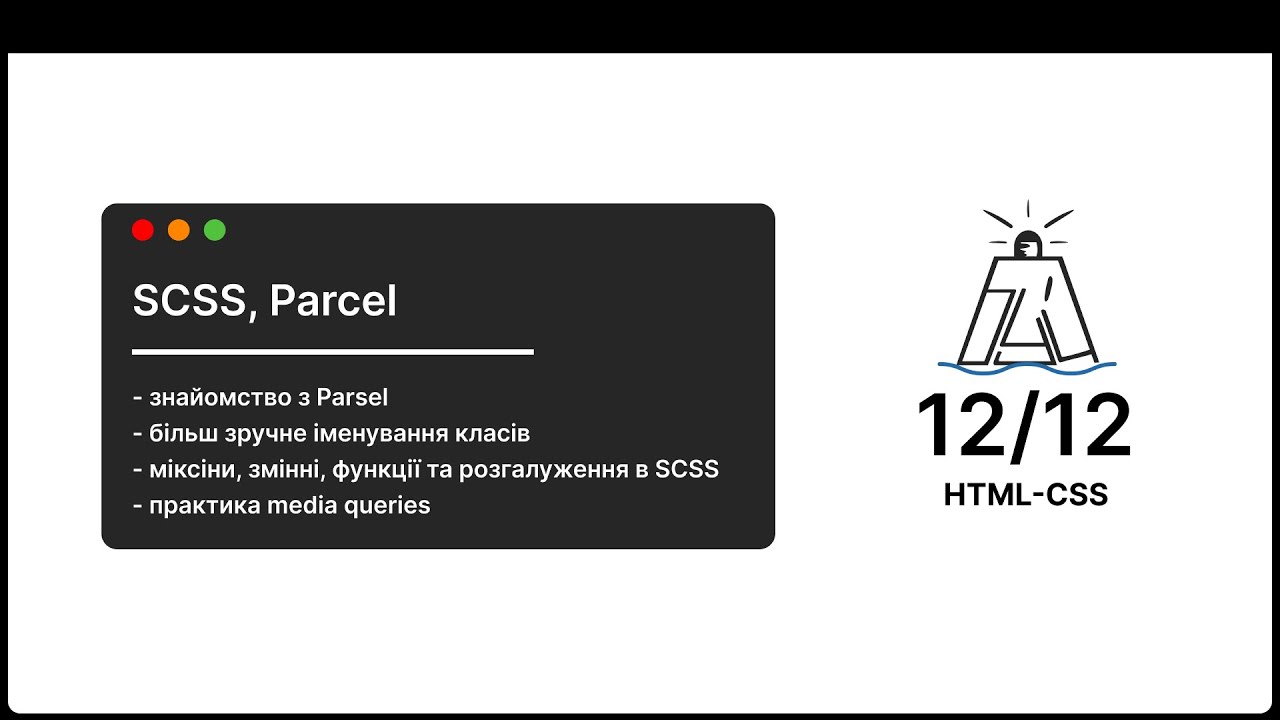 SCSS, Parcel
- знайомство з Parsel
- більш зручне іменування класів
- міксіни, змінні, функції та розгалуження в SCSS
- практика media queries
12/12
HTML-CSS